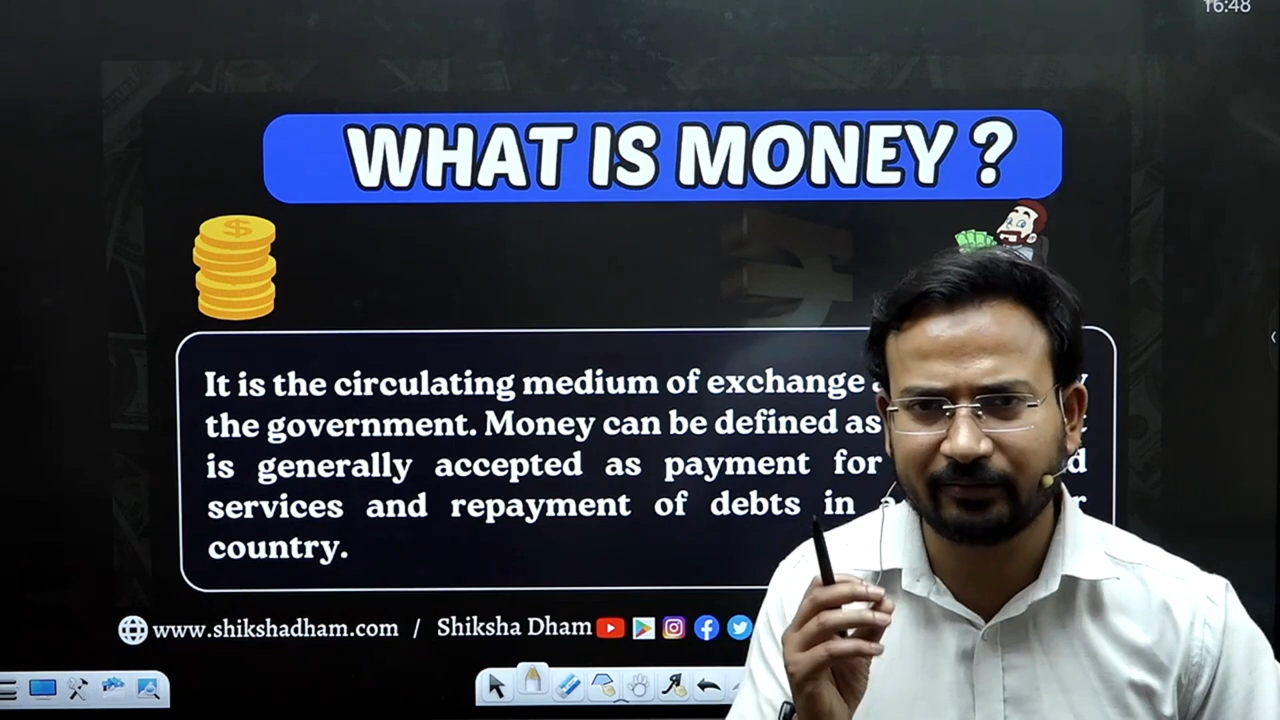 16:48
WHAT IS MONEY ?
$
It is the circulating medium of exchange
the government. Money can be defined as
is generally accepted as payment for
services and repayment of debts in
country.
www.shikshadham.com / Shiksha Dham